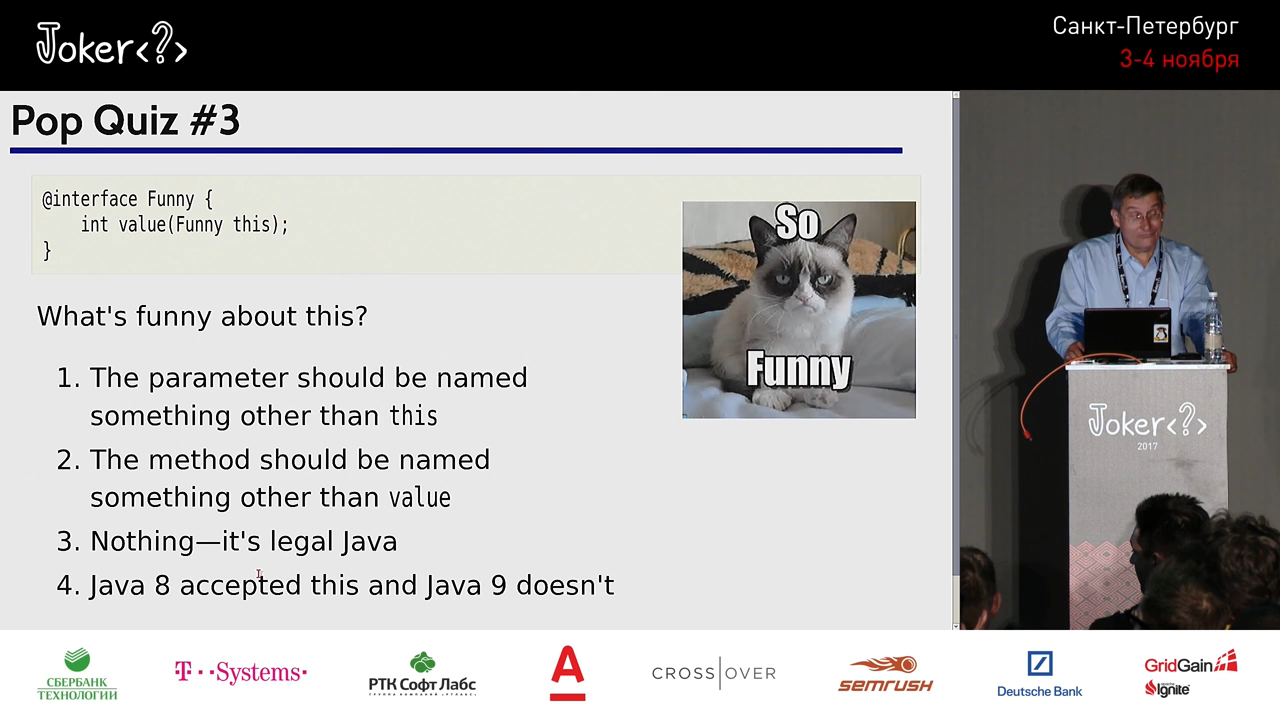 Joker<?>
Санкт-Петербург
3-4 ноября
Pop Quiz #3
@interface Funny {
    int value(Funny this);
}
So
Funny
What's funny about this?
1. The parameter should be named
something other than this
2. The method should be named
something other than value
3. Nothing—it's legal Java
4. Java 8 accepted this and Java 9 doesn't
Joker<?>
2017
СБЕРБАНК
ТЕХНОЛОГИИ
T··Systems·
РТК Софт Лабс
A
CROSSOVER
semrush
Deutsche Bank
GridGain
Ignite